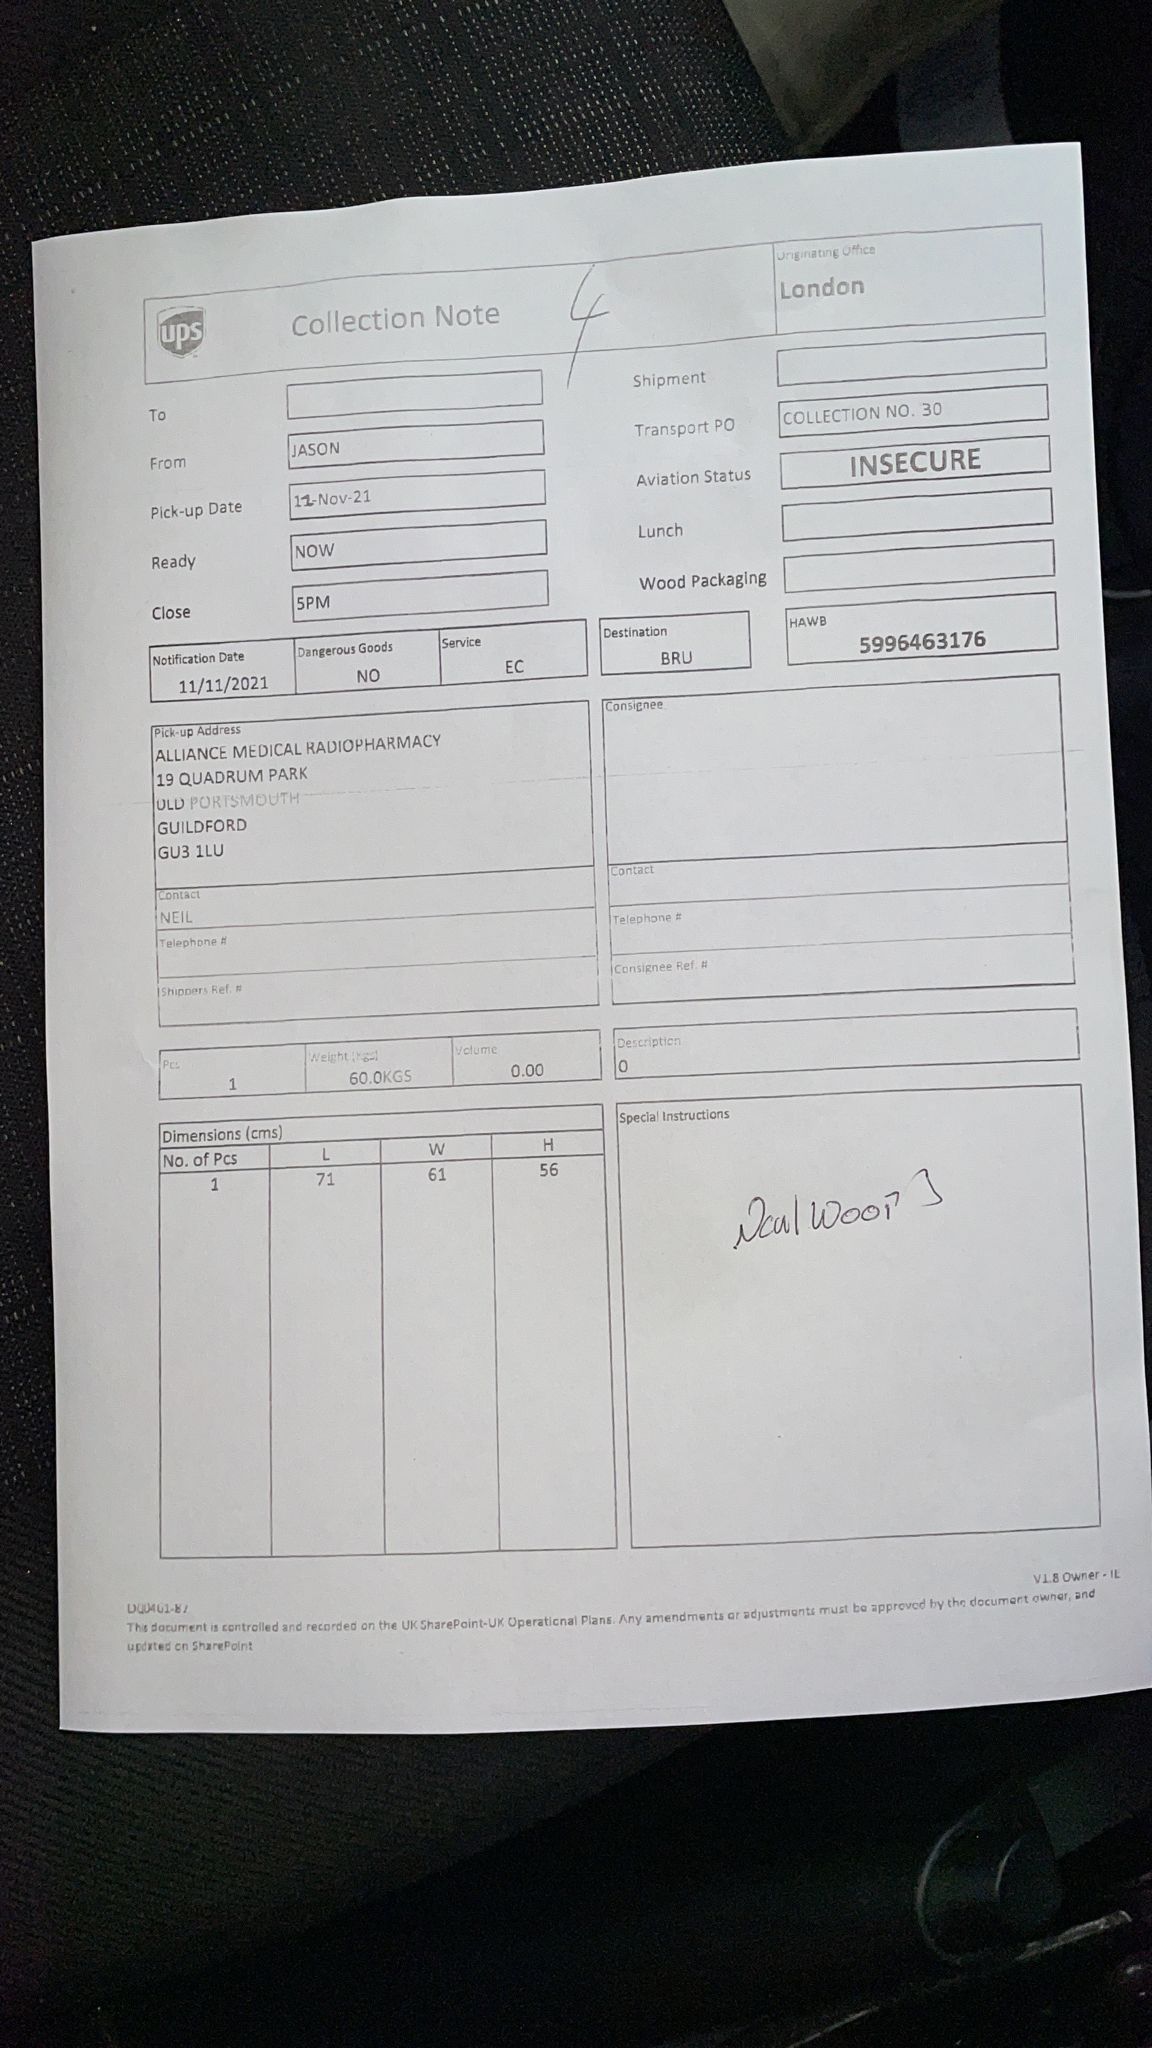 ups
Collection Note
4
Originating Office
London
To
Shipment
From
JASON
Transport PO
COLLECTION NO. 30
Pick-up Date
11-Nov-21
Aviation Status
INSECURE
Ready
NOW
Lunch
Close
5PM
Wood Packaging
Notification Date
11/11/2021
Dangerous Goods
NO
Service
EC
Destination
BRU
HAWB
5996463176
Pick-up Address
ALLIANCE MEDICAL RADIOPHARMACY
19 QUADRUM PARK
OLD PORTSMOUTH
GUILDFORD
GU3 1LU
Contact
NEIL
Telephone #
Shippers Ref. #
Consignee
Contact
Telephone #
Consignee Ref. #
Pcs
1
Weight (Kgs)
60.0KGS
Volume
0.00
Description
0
Dimensions (cms)
No. of Pcs L W H
1 71 61 56
Special Instructions
V1.8 Owner - IL
This document is controlled and recorded on the UK SharePoint-UK Operational Plans. Any amendments or adjustments must be approved by the document owner, and
updated on SharePoint